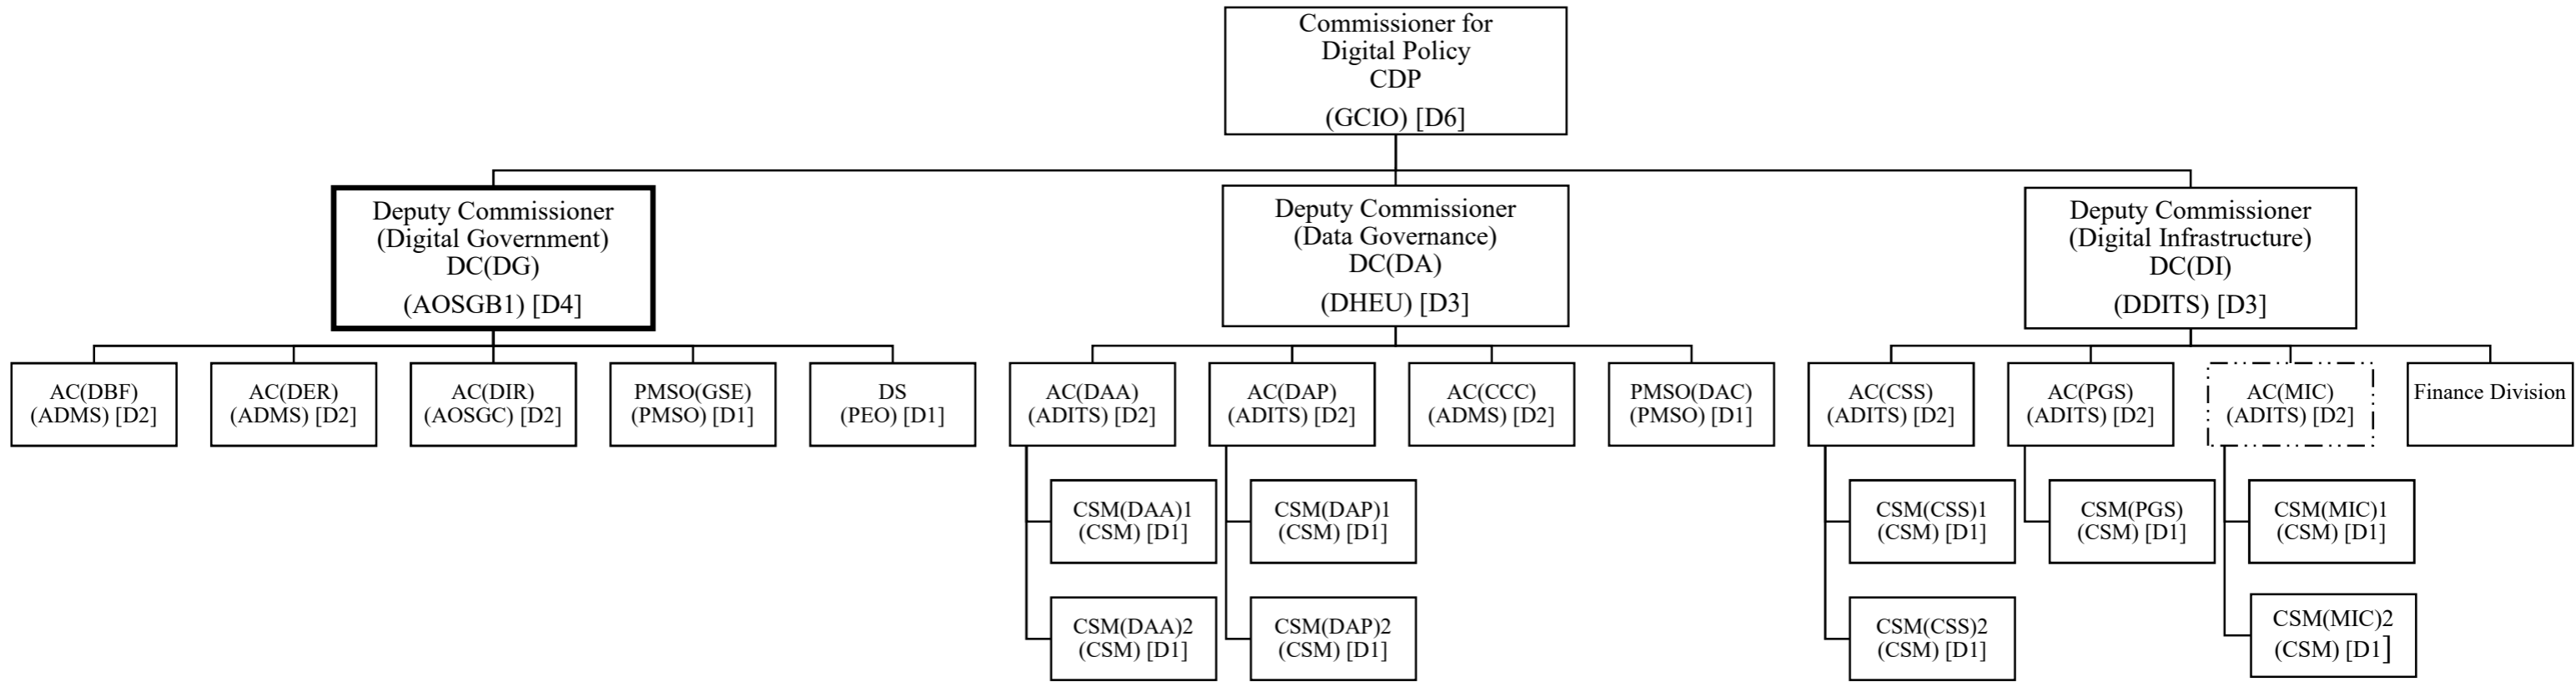 Commissioner for
Digital Policy
CDP
(GCIO) [D6]
Deputy Commissioner
(Digital Government)
DC(DG)
(AOSGB1) [D4]
Deputy Commissioner
(Data Governance)
DC(DA)
(DHEU) [D3]
Deputy Commissioner
(Digital Infrastructure)
DC(DI)
(DDITS) [D3]
AC(DBF)
(ADMS) [D2]
AC(DER)
(ADMS) [D2]
AC(DIR)
(AOSGC) [D2]
PMSO(GSE)
(PMSO) [D1]
DS
(PEO) [D1]
AC(DAA)
(ADITS) [D2]
AC(DAP)
(ADITS) [D2]
AC(CCC)
(ADMS) [D2]
PMSO(DAC)
(PMSO) [D1]
AC(CSS)
(ADITS) [D2]
AC(PGS)
(ADITS) [D2]
AC(MIC)
(ADITS) [D2]
Finance Division
CSM(DAA)1
(CSM) [D1]
CSM(DAP)1
(CSM) [D1]
CSM(CSS)1
(CSM) [D1]
CSM(PGS)
(CSM) [D1]
CSM(MIC)1
(CSM) [D1]
CSM(DAA)2
(CSM) [D1]
CSM(DAP)2
(CSM) [D1]
CSM(CSS)2
(CSM) [D1]
CSM(MIC)2
(CSM) [D1]